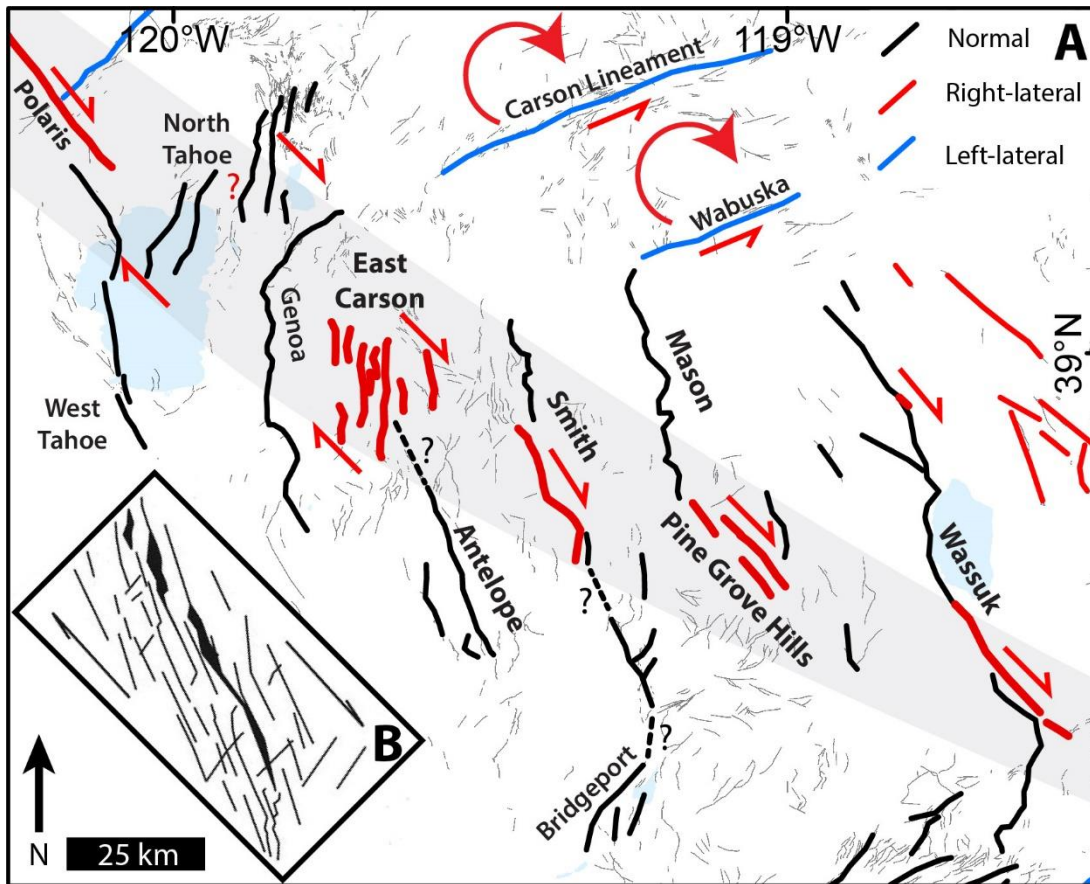 120°W
119°W
39°N
A
Normal
Right-lateral
Left-lateral
Polaris
North
Tahoe
?
Carson Lineament
Wabuska
East
Carson
Genoa
West
Tahoe
?
Antelope
Smith
?
Mason
Pine Grove Hills
Wassuk
?
Bridgeport
B
N
25 km